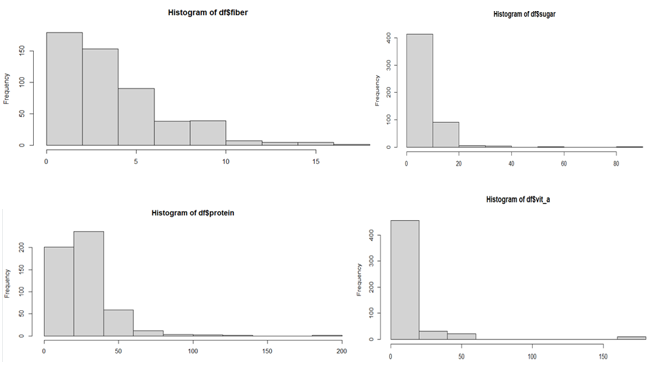 Histogram of df$fiber
Frequency
0 50 100 150
0 5 10 15
Histogram of df$sugar
Frequency
0 100 200 300 400
0 20 40 60 80
Histogram of df$protein
Frequency
0 50 100 150 200
0 50 100 150 200
Histogram of df$vit_a
Frequency
0 100 200 300 400
0 50 100 150